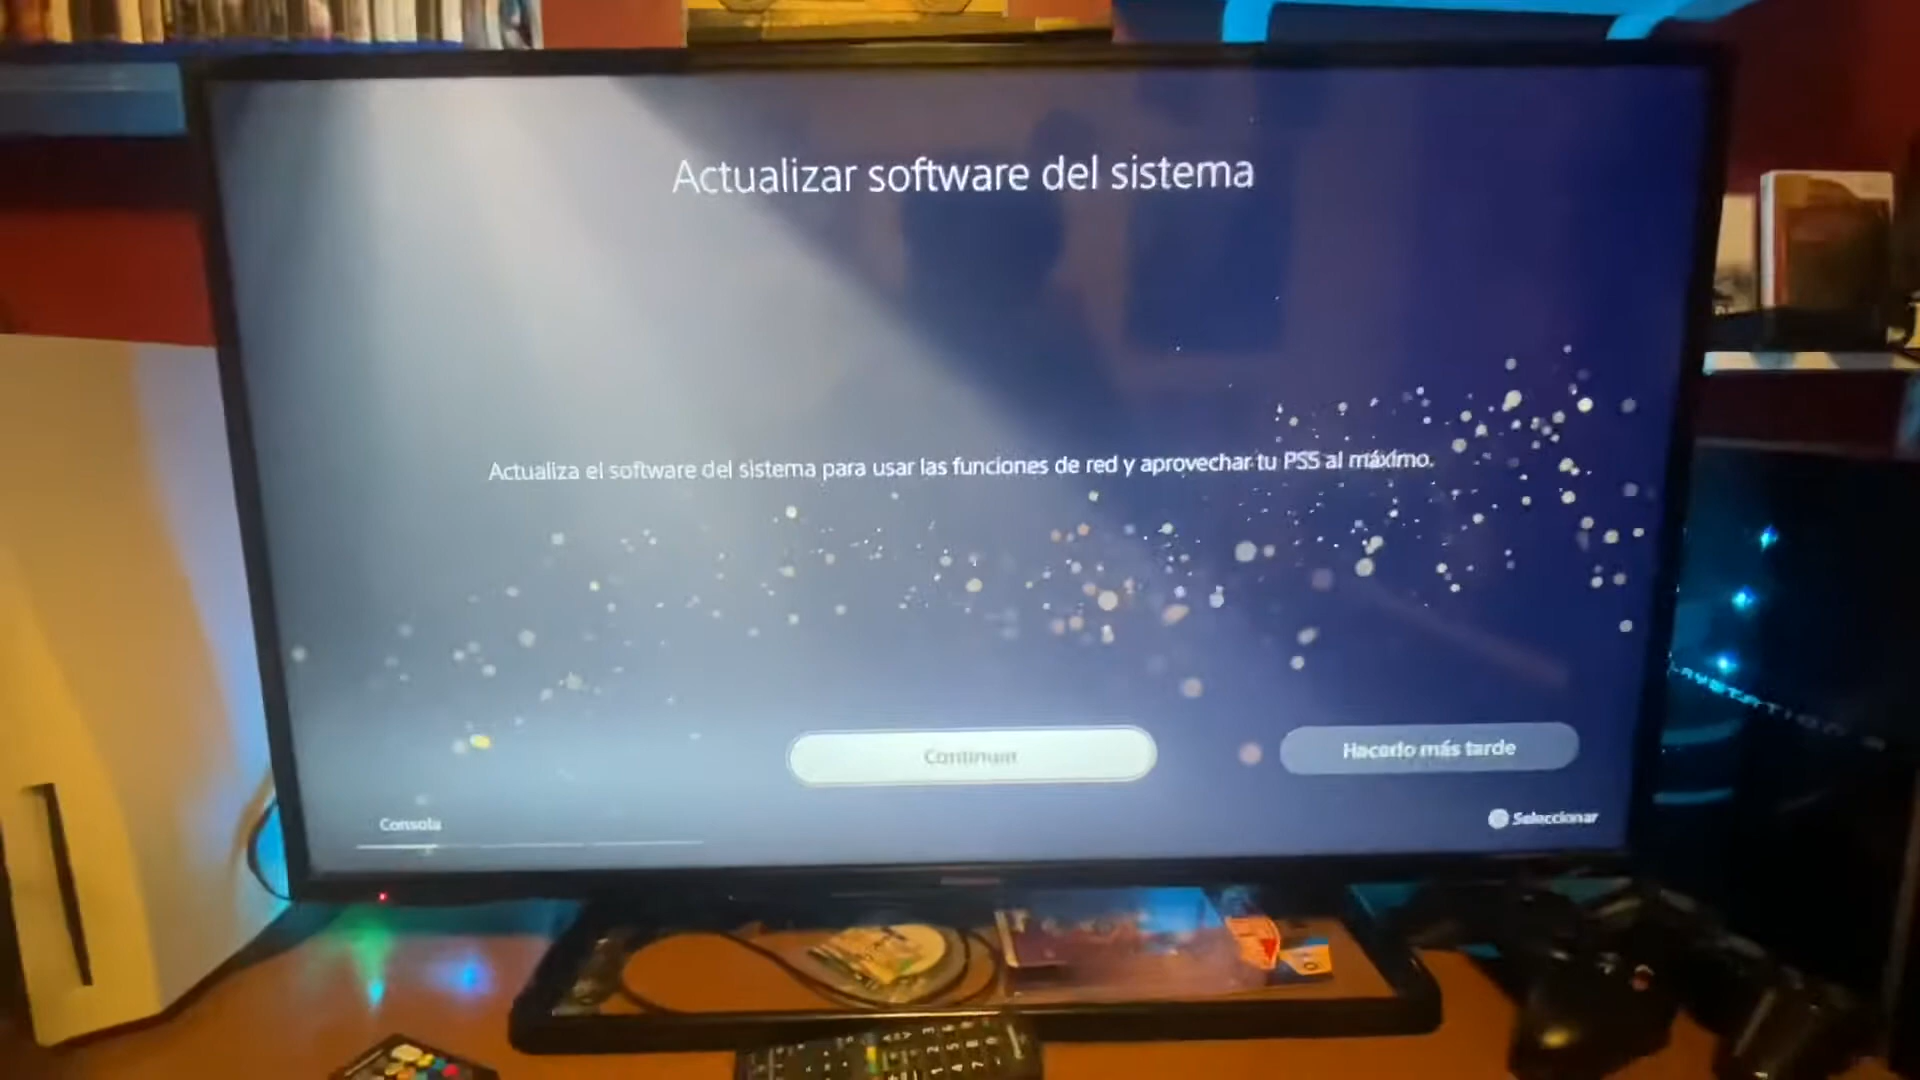 Actualizar software del sistema
Actualiza el software del sistema para usar las funciones de red y aprovechar tu PS5 al máximo.
Continuar
Hacerlo más tarde
Consola
Seleccionar